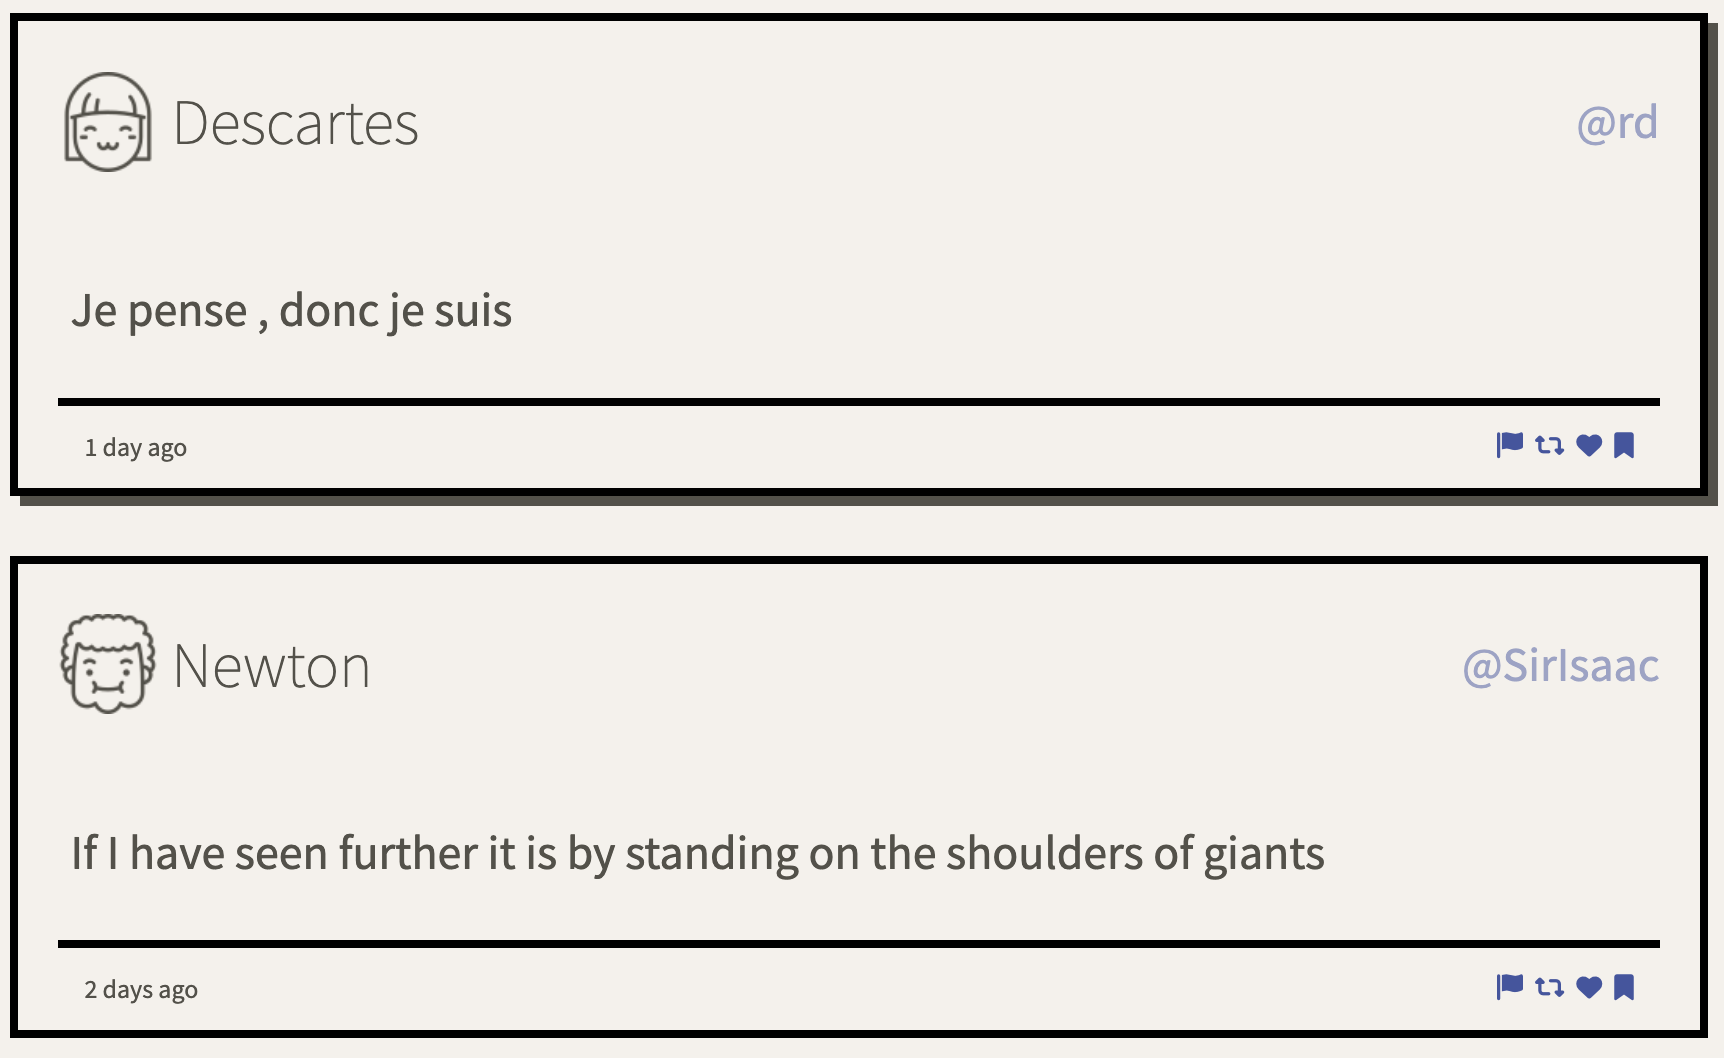 Descartes
@rd
Je pense , donc je suis
1 day ago
Newton
@SirIsaac
If I have seen further it is by standing on the shoulders of giants
2 days ago